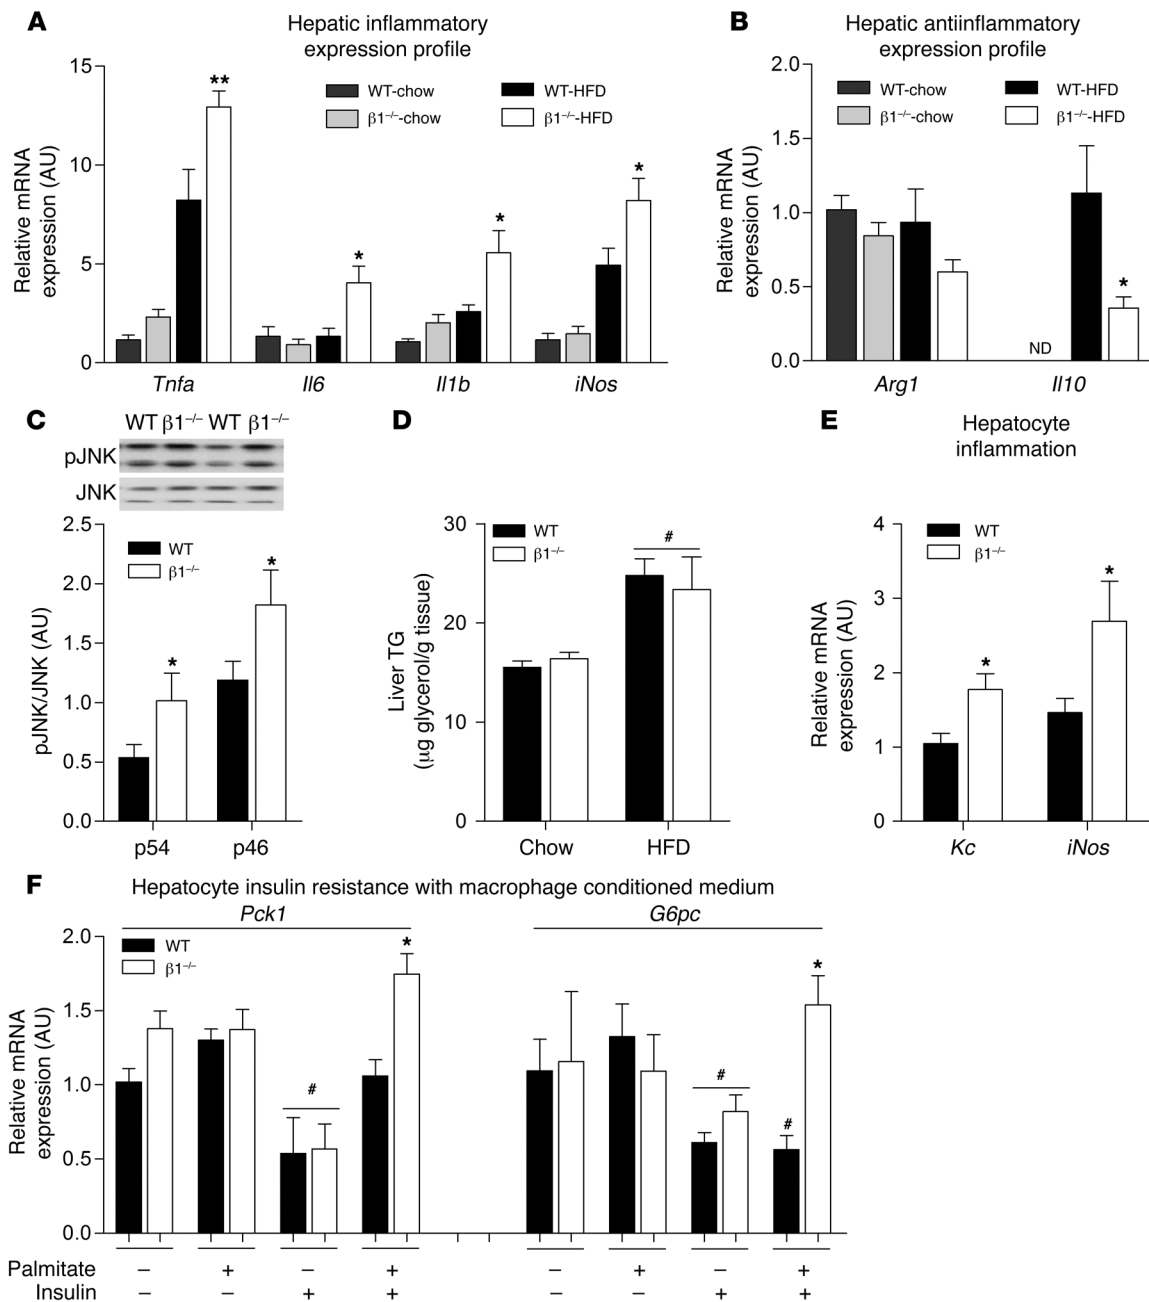 A
Hepatic inflammatory
expression profile
15
10
5
0
Relative mRNA
expression (AU)
WT-chow
β1⁻/⁻-chow
WT-HFD
β1⁻/⁻-HFD
**
*
*
*
Tnfa
Il6
Il1b
iNos
B
Hepatic antiinflammatory
expression profile
2.0
1.5
1.0
0.5
0.0
Relative mRNA
expression (AU)
WT-chow
β1⁻/⁻-chow
WT-HFD
β1⁻/⁻-HFD
ND
*
Arg1
Il10
C
WT β1⁻/⁻ WT β1⁻/⁻
pJNK
JNK
2.5
2.0
1.5
1.0
0.5
0.0
pJNK/JNK (AU)
WT
β1⁻/⁻
*
*
p54
p46
D
30
20
10
0
Liver TG
(μg glycerol/g tissue)
WT
β1⁻/⁻
#
Chow
HFD
E
Hepatocyte
inflammation
4
3
2
1
0
Relative mRNA
expression (AU)
WT
β1⁻/⁻
*
*
Kc
iNos
F
Hepatocyte insulin resistance with macrophage conditioned medium
Pck1
G6pc
2.0
1.5
1.0
0.5
0.0
Relative mRNA
expression (AU)
WT
β1⁻/⁻
#
*
#
#
*
Palmitate – + – + – + – +
Insulin – – + + – – + +